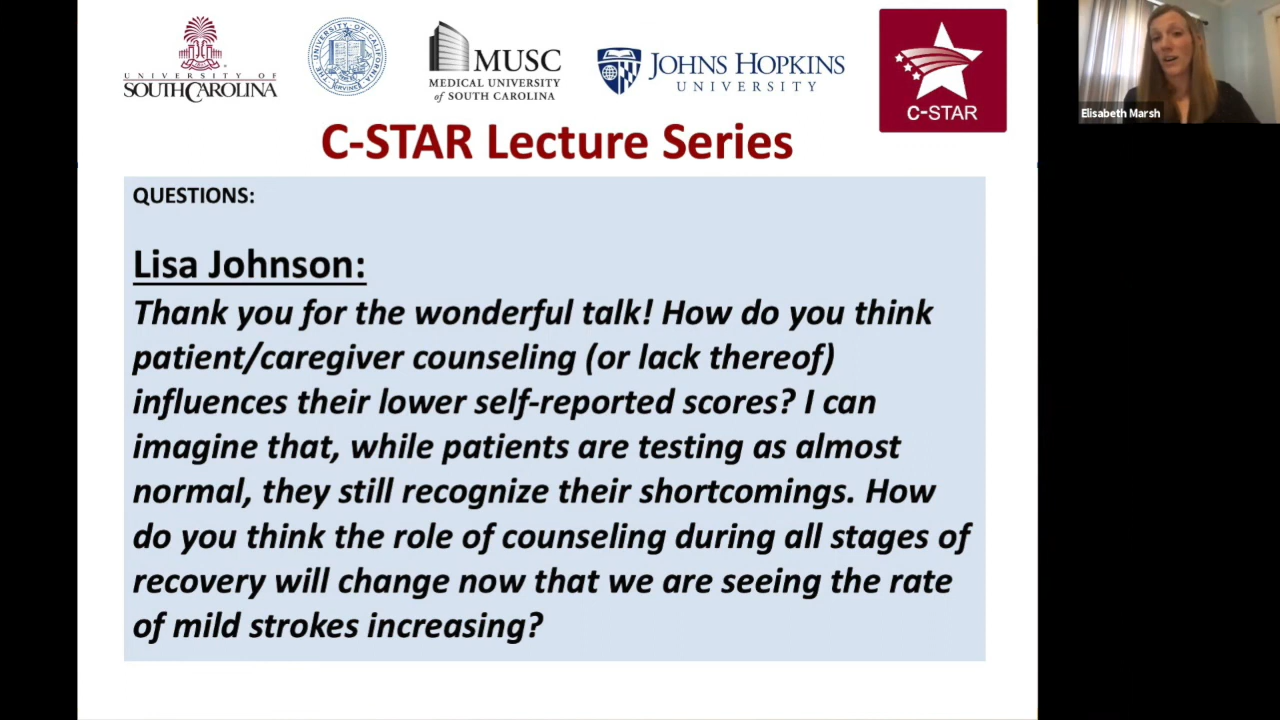 UNIVERSITY OF
SOUTH CAROLINA
MUSC
MEDICAL UNIVERSITY
of SOUTH CAROLINA
JOHNS HOPKINS
UNIVERSITY
C-STAR
Elisabeth Marsh
C-STAR Lecture Series
QUESTIONS:
Lisa Johnson:
Thank you for the wonderful talk! How do you think
patient/caregiver counseling (or lack thereof)
influences their lower self-reported scores? I can
imagine that, while patients are testing as almost
normal, they still recognize their shortcomings. How
do you think the role of counseling during all stages of
recovery will change now that we are seeing the rate
of mild strokes increasing?